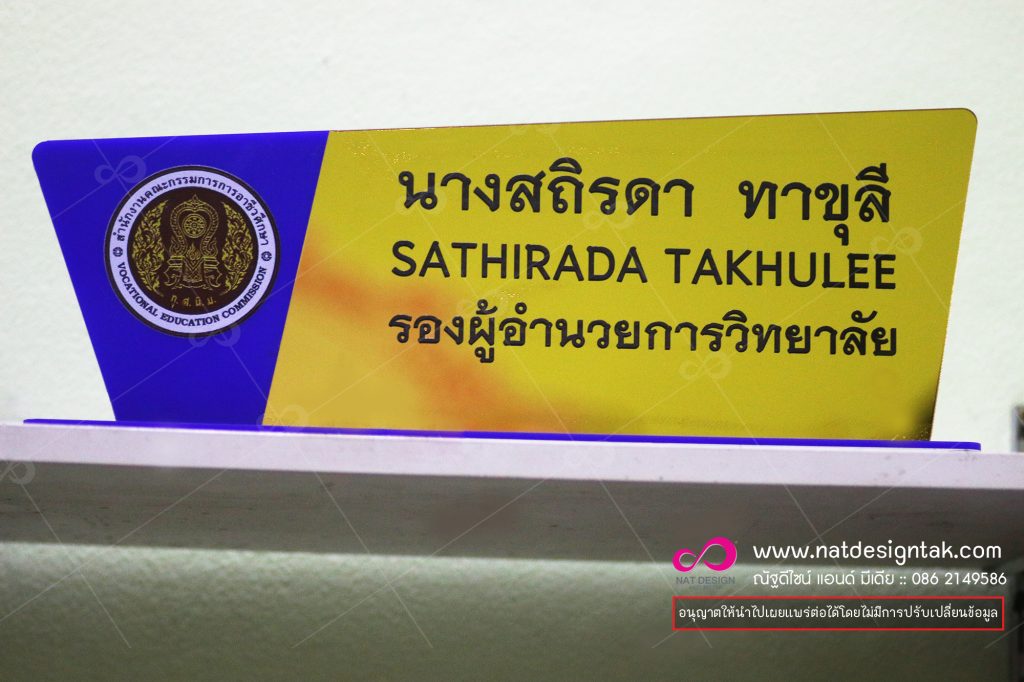 สำนักงานคณะกรรมการการอาชีวศึกษา
ทุ. ส. นิ. ม.
VOCATIONAL EDUCATION COMMISSION
นางสถิรดา ทาขุลี
SATHIRADA TAKHULEE
รองผู้อำนวยการวิทยาลัย
NAT DESIGN
www.natdesigntak.com
ณัฐดีไซน์ แอนด์ มีเดีย :: 086 2149586
อนุญาตให้นำไปเผยแพร่ต่อได้โดยไม่มีการปรับเปลี่ยนข้อมูล